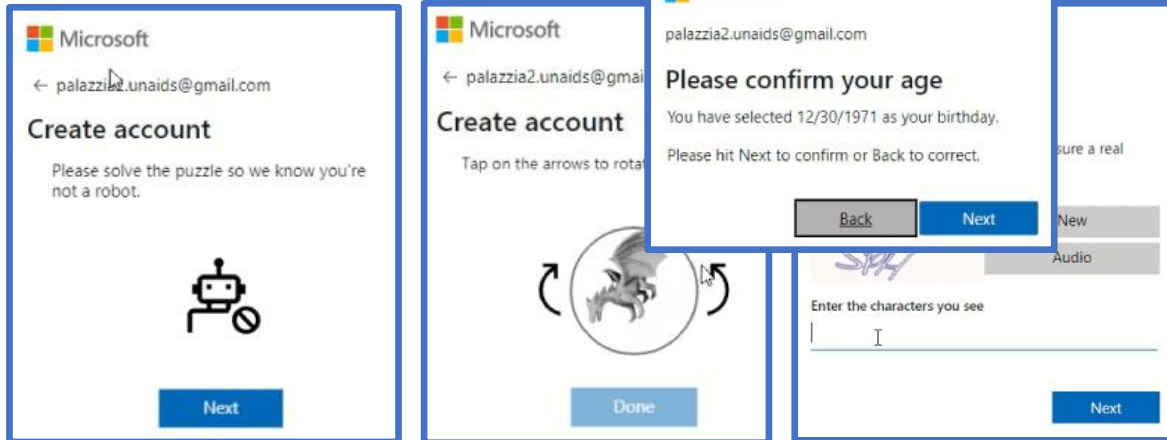 Microsoft
← palazzia2.unaids@gmail.com
Create account
Please solve the puzzle so we know you're
not a robot.
Next
Microsoft
← palazzia2.unaids@gmai
Create account
Tap on the arrows to rotat
Done
palazzia2.unaids@gmail.com
Please confirm your age
You have selected 12/30/1971 as your birthday.
Please hit Next to confirm or Back to correct.
Back
Next
sure a real
New
Audio
Enter the characters you see
Next